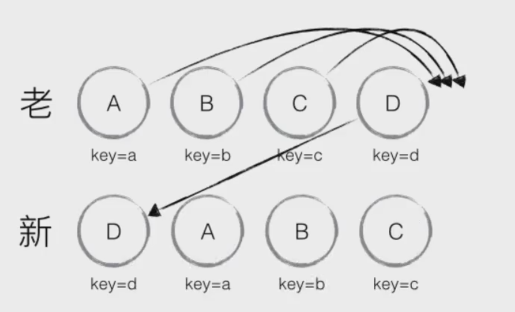 老 A B C D
key=a key=b key=c key=d
新 D A B C
key=d key=a key=b key=c